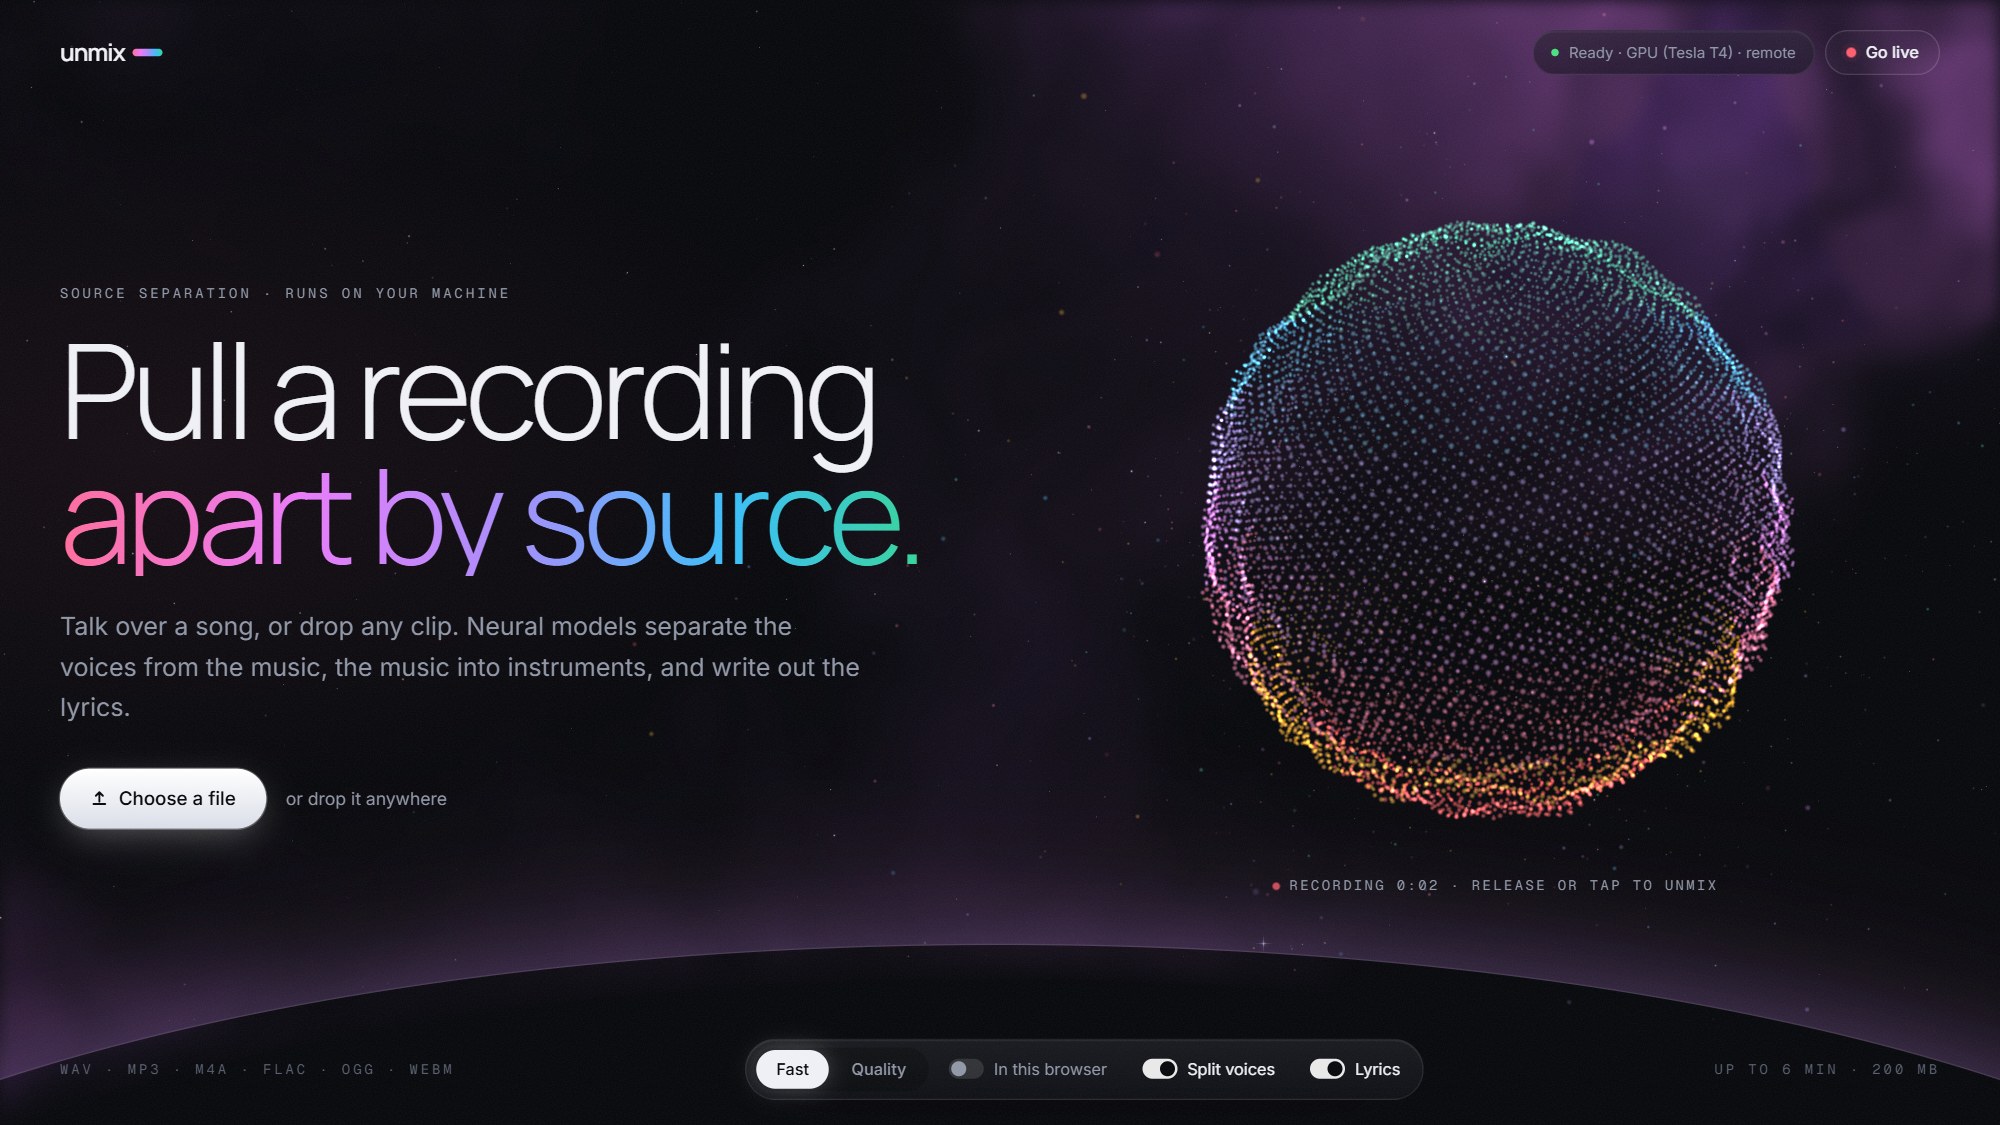 unmix
Ready · GPU (Tesla T4) · remote
Go live
SOURCE SEPARATION · RUNS ON YOUR MACHINE
Pull a recording
apart by source.
Talk over a song, or drop any clip. Neural models separate the
voices from the music, the music into instruments, and write out the
lyrics.
Choose a file
or drop it anywhere
RECORDING 0:02 · RELEASE OR TAP TO UNMIX
WAV · MP3 · M4A · FLAC · OGG · WEBM
Fast
Quality
In this browser
Split voices
Lyrics
UP TO 6 MIN · 200 MB